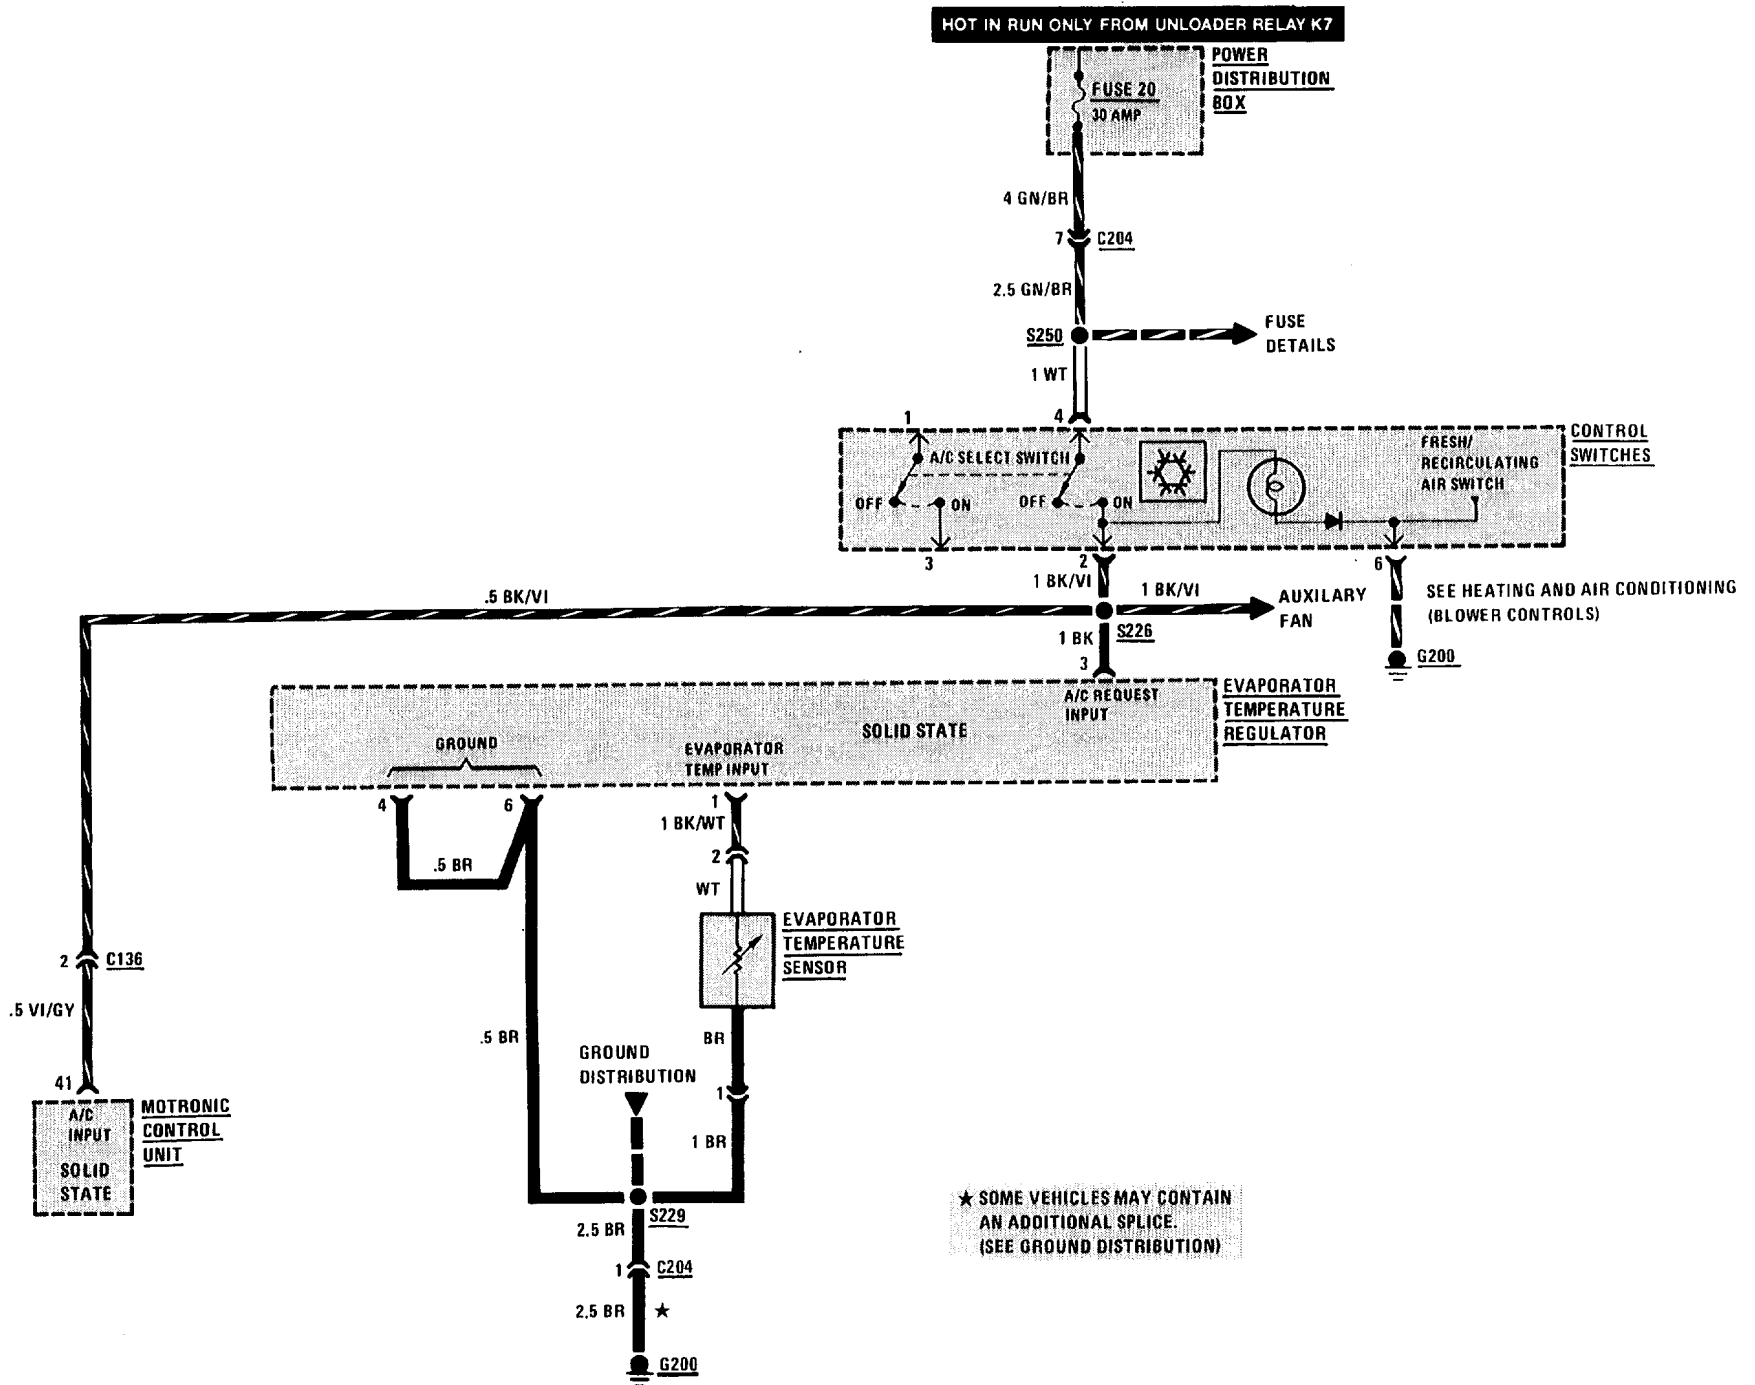 HOT IN RUN ONLY FROM UNLOADER RELAY K7
POWER
DISTRIBUTION
BOX
FUSE 20
30 AMP
4 GN/BR
7
C204
2.5 GN/BR
S250
FUSE
DETAILS
1 WT
1
4
CONTROL
SWITCHES
A/C SELECT SWITCH
FRESH/
RECIRCULATING
AIR SWITCH
OFF
ON
OFF
ON
3
2
6
1 BK/VI
.5 BK/VI
1 BK/VI
AUXILARY
FAN
SEE HEATING AND AIR CONDITIONING
(BLOWER CONTROLS)
S226
1 BK
3
G200
A/C REQUEST
INPUT
EVAPORATOR
TEMPERATURE
REGULATOR
SOLID STATE
GROUND
EVAPORATOR
TEMP INPUT
4
6
1
1 BK/WT
2
.5 BR
WT
EVAPORATOR
TEMPERATURE
SENSOR
2
C136
.5 VI/GY
.5 BR
BR
GROUND
DISTRIBUTION
1
41
A/C
INPUT
SOLID
STATE
MOTRONIC
CONTROL
UNIT
1 BR
S229
2.5 BR
1
C204
2.5 BR
★
G200
★ SOME VEHICLES MAY CONTAIN
AN ADDITIONAL SPLICE.
(SEE GROUND DISTRIBUTION)